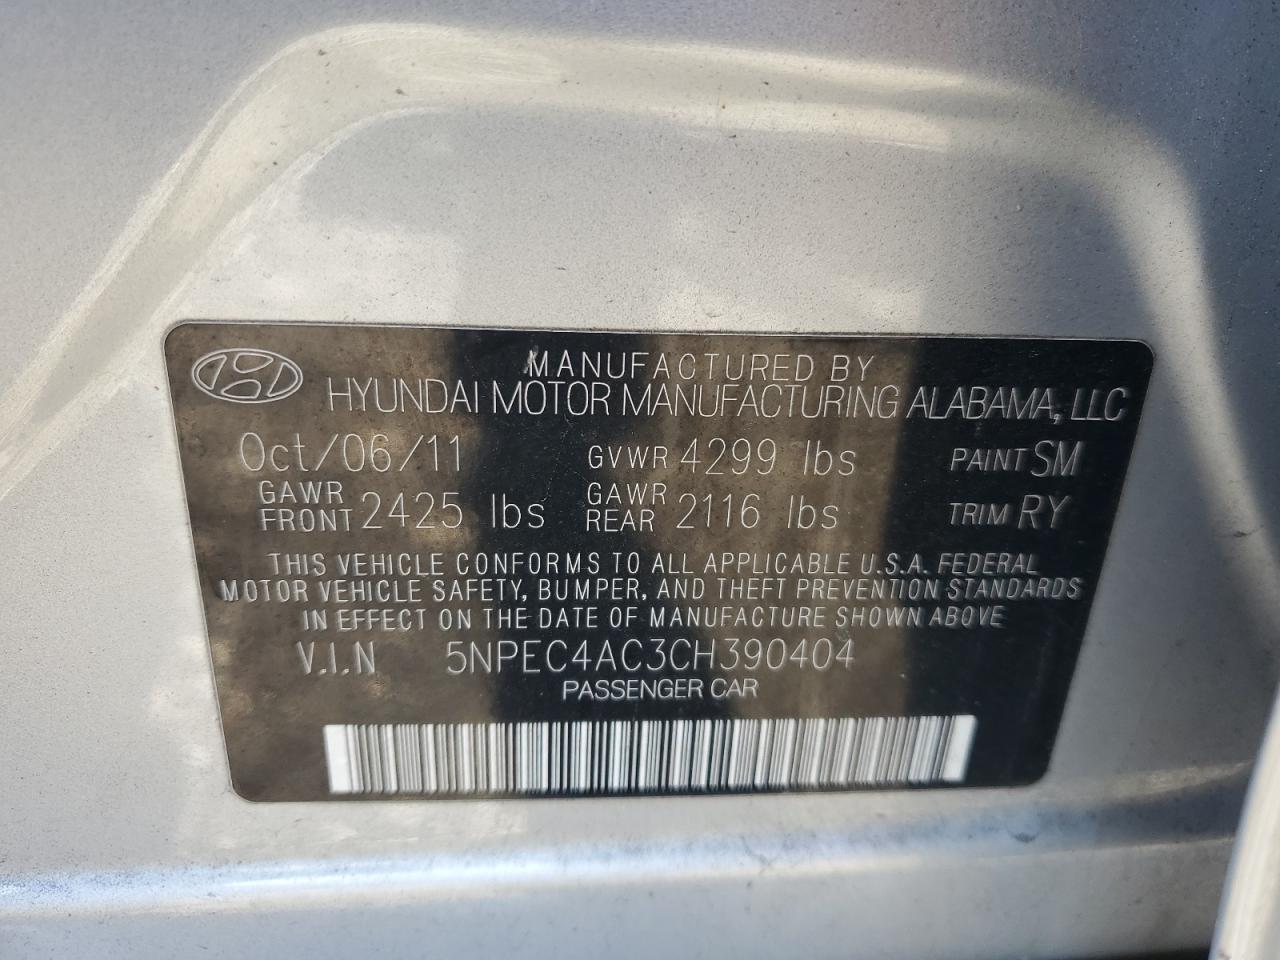 MANUFACTURED BY
HYUNDAI MOTOR MANUFACTURING ALABAMA, LLC
Oct/06/11 GVWR 4299 lbs PAINT SM
GAWR FRONT 2425 lbs GAWR REAR 2116 lbs TRIM RY
THIS VEHICLE CONFORMS TO ALL APPLICABLE U.S.A. FEDERAL
MOTOR VEHICLE SAFETY, BUMPER, AND THEFT PREVENTION STANDARDS
IN EFFECT ON THE DATE OF MANUFACTURE SHOWN ABOVE
V.I.N 5NPEC4AC3CH390404
PASSENGER CAR